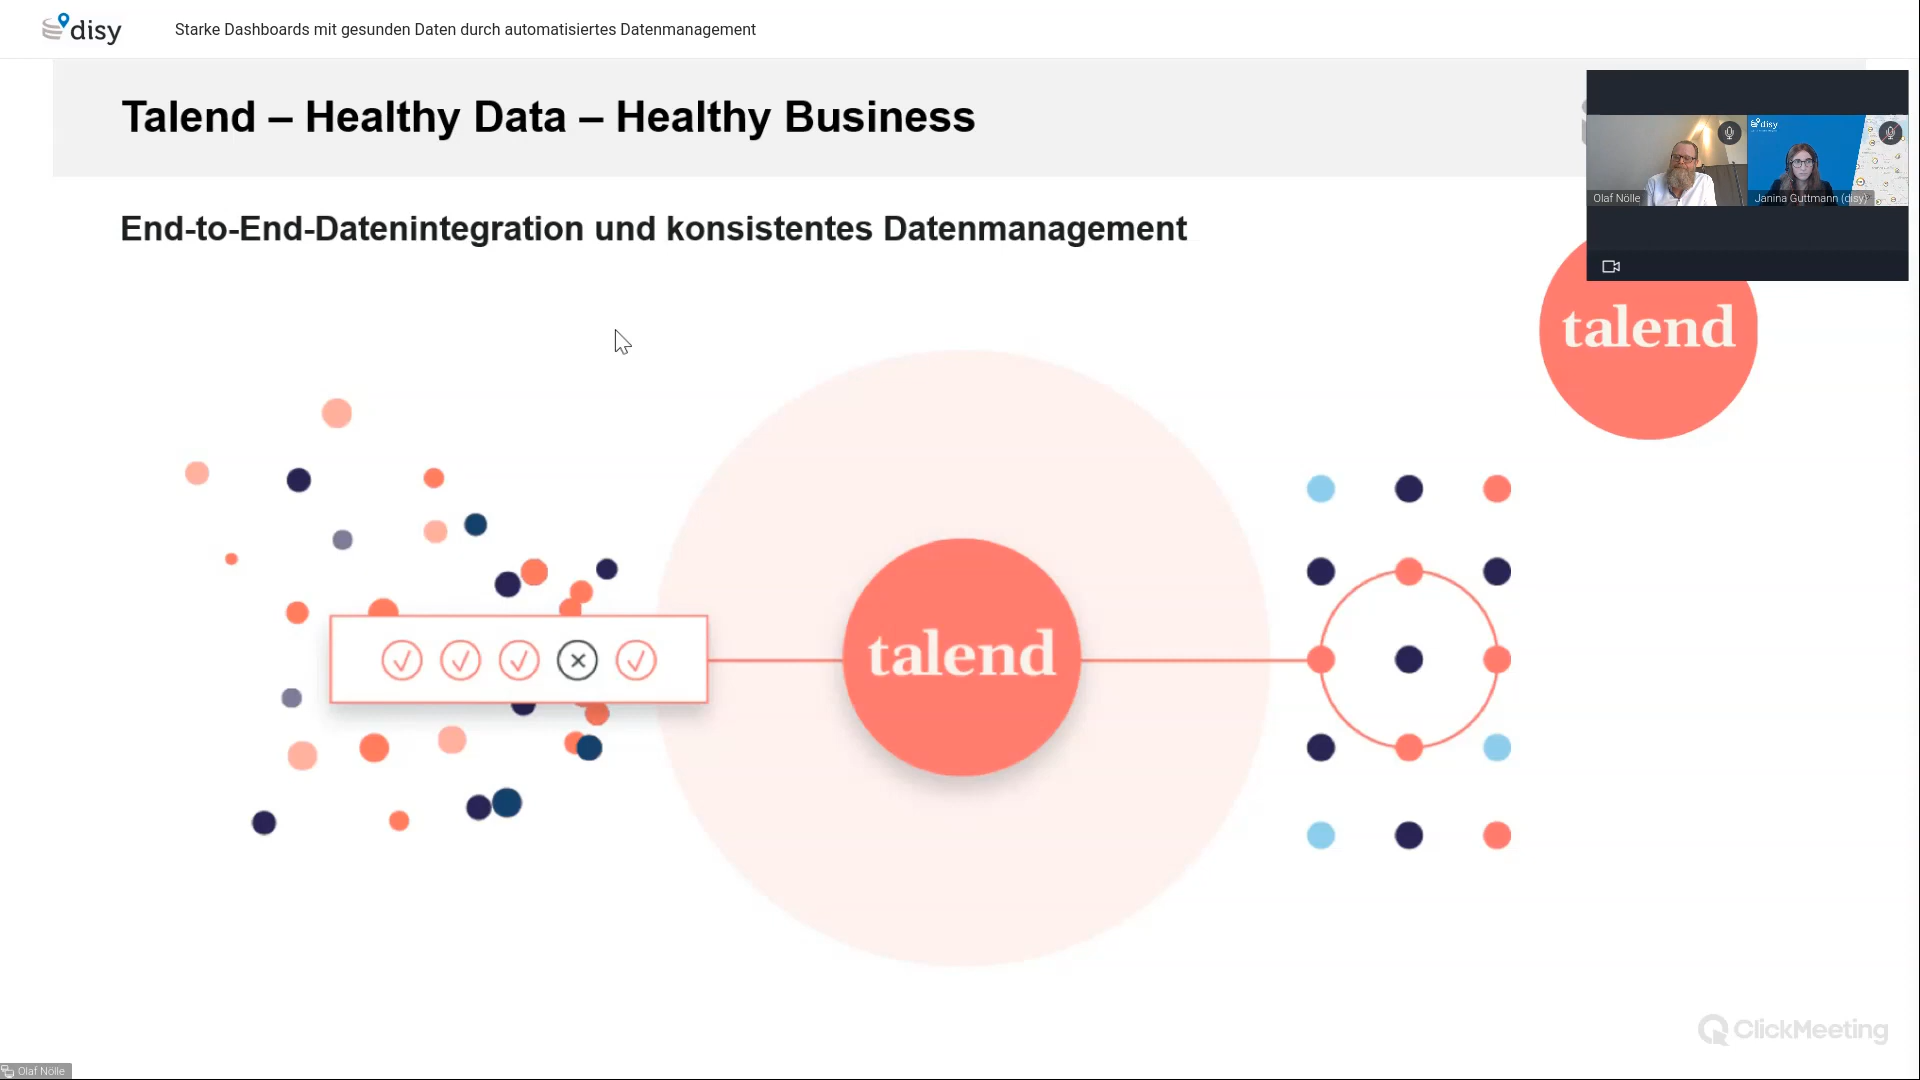 disy
Starke Dashboards mit gesunden Daten durch automatisiertes Datenmanagement
Talend – Healthy Data – Healthy Business
disy
Olaf Nölle
Janina Guttmann (disy)
End-to-End-Datenintegration und konsistentes Datenmanagement
talend
talend
ClickMeeting
Olaf Nölle